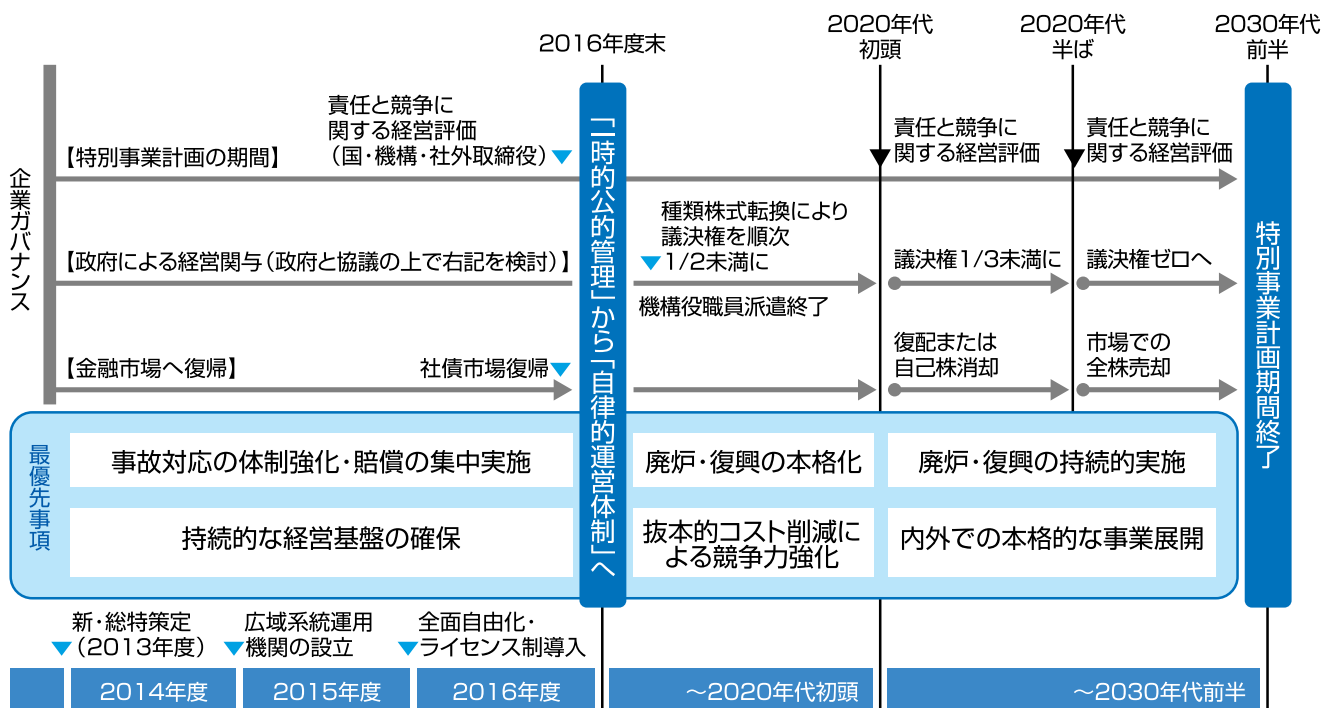 2016年度末
2020年代
初頭
2020年代
半ば
2030年代
前半
企業ガバナンス
【特別事業計画の期間】
責任と競争に
関する経営評価
(国・機構・社外取締役)
責任と競争に
関する経営評価
責任と競争に
関する経営評価
【政府による経営関与(政府と協議の上で右記を検討)】
種類株式転換により
議決権を順次
1/2未満に
機構役職員派遣終了
議決権1/3未満に
議決権ゼロへ
【金融市場へ復帰】
社債市場復帰
復配または
自己株消却
市場での
全株売却
「一時的公的管理」から「自律的運営体制」へ
特別事業計画期間終了
最優先事項
事故対応の体制強化・賠償の集中実施
廃炉・復興の本格化
廃炉・復興の持続的実施
持続的な経営基盤の確保
抜本的コスト削減に
よる競争力強化
内外での本格的な事業展開
新・総特策定
(2013年度)
広域系統運用
機関の設立
全面自由化・
ライセンス制導入
2014年度
2015年度
2016年度
～2020年代初頭
～2030年代前半